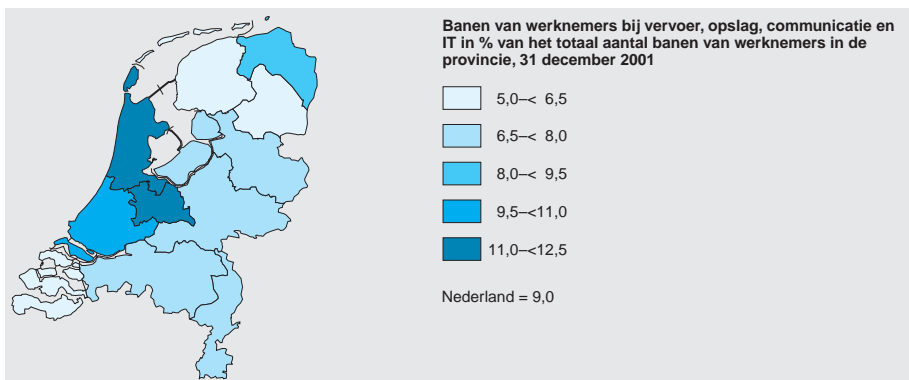 Banen van werknemers bij vervoer, opslag, communicatie en
IT in % van het totaal aantal banen van werknemers in de
provincie, 31 december 2001
5,0–< 6,5
6,5–< 8,0
8,0–< 9,5
9,5–<11,0
11,0–<12,5
Nederland = 9,0